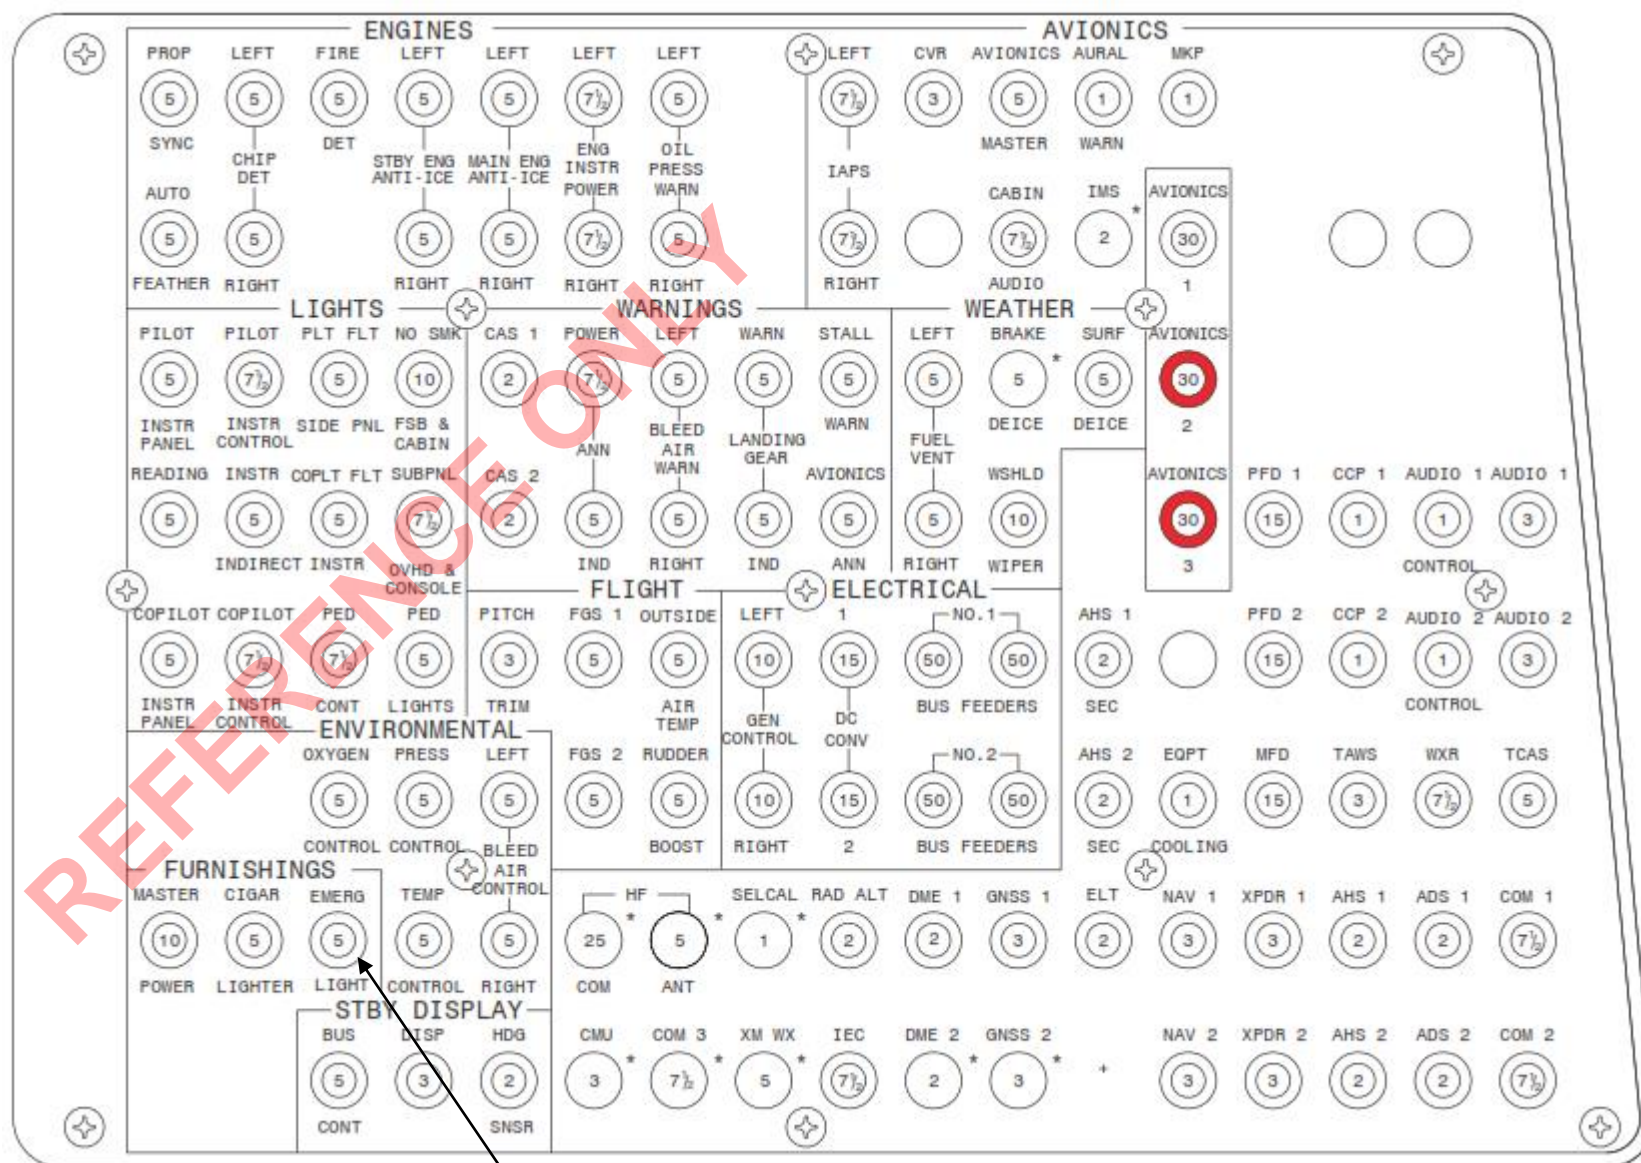 ENGINES AVIONICS
PROP LEFT FIRE LEFT LEFT LEFT LEFT LEFT CVR AVIONICS AURAL MKP
5 5 5 5 5 7½ 5 7½ 3 5 1 1
SYNC CHIP DET DET STBY ENG ANTI-ICE MAIN ENG ANTI-ICE ENG INSTR POWER OIL PRESS WARN IAPS MASTER WARN
AUTO CABIN IMS AVIONICS
5 5 5 5 7½ 5 7½ 7½ 2 * 30
FEATHER RIGHT RIGHT RIGHT RIGHT RIGHT RIGHT AUDIO 1
LIGHTS WARNINGS WEATHER
PILOT PILOT PLT FLT NO SMK CAS 1 POWER LEFT WARN STALL LEFT BRAKE SURF AVIONICS
5 7½ 5 10 2 7½ 5 5 5 5 5 * 5 30
INSTR PANEL INSTR CONTROL SIDE PNL FSB & CABIN ANN BLEED AIR WARN LANDING GEAR WARN FUEL VENT DEICE DEICE 2
READING INSTR COPLT FLT SUBPNL CAS 2 AVIONICS WSHLD AVIONICS PFD 1 CCP 1 AUDIO 1 AUDIO 1
5 5 5 7½ 2 5 5 5 5 5 10 30 15 1 1 3
INDIRECT INSTR OVHD & CONSOLE IND RIGHT IND ANN RIGHT WIPER 3 CONTROL
FLIGHT ELECTRICAL
COPILOT COPILOT PED PED PITCH FGS 1 OUTSIDE LEFT 1 NO.1 AHS 1 PFD 2 CCP 2 AUDIO 2 AUDIO 2
5 7½ 7½ 5 3 5 5 10 15 50 50 2 15 1 1 3
INSTR PANEL INSTR CONTROL CONT LIGHTS TRIM AIR TEMP GEN CONTROL DC CONV BUS FEEDERS SEC CONTROL
ENVIRONMENTAL
OXYGEN PRESS LEFT FGS 2 RUDDER NO.2 AHS 2 EQPT MFD TAWS WXR TCAS
5 5 5 5 5 10 15 50 50 2 1 15 3 7½ 5
CONTROL CONTROL BLEED AIR CONTROL BOOST RIGHT 2 BUS FEEDERS SEC COOLING
FURNISHINGS
MASTER CIGAR EMERG TEMP HF SELCAL RAD ALT DME 1 GNSS 1 ELT NAV 1 XPDR 1 AHS 1 ADS 1 COM 1
10 5 5 5 5 25 * 5 * 1 * 2 2 3 2 3 3 2 2 7½
POWER LIGHTER LIGHT CONTROL RIGHT COM ANT
STBY DISPLAY
BUS DISP HDG CMU COM 3 XM WX IEC DME 2 GNSS 2 NAV 2 XPDR 2 AHS 2 ADS 2 COM 2
5 3 2 3 * 7½ * 5 * 7½ 2 * 3 * + 3 3 2 2 7½
CONT SNSR
REFERENCE ONLY